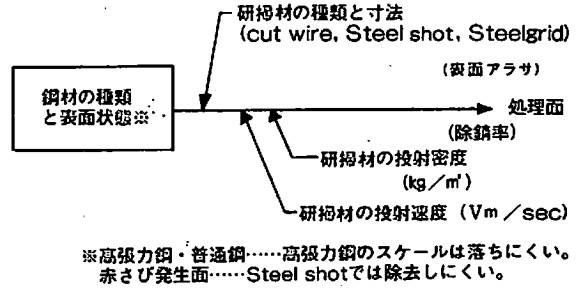 研掃材の種類と寸法
(cut wire, Steel shot, Steelgrid)
(表面アラサ)
鋼材の種類
と表面状態※
処理面
(除錆率)
研掃材の投射密度
(kg/㎡)
研掃材の投射速度 (Vm/sec)
※高張力鋼・普通鋼……高張力鋼のスケールは落ちにくい。
赤さび発生面……Steel shotでは除去しにくい。